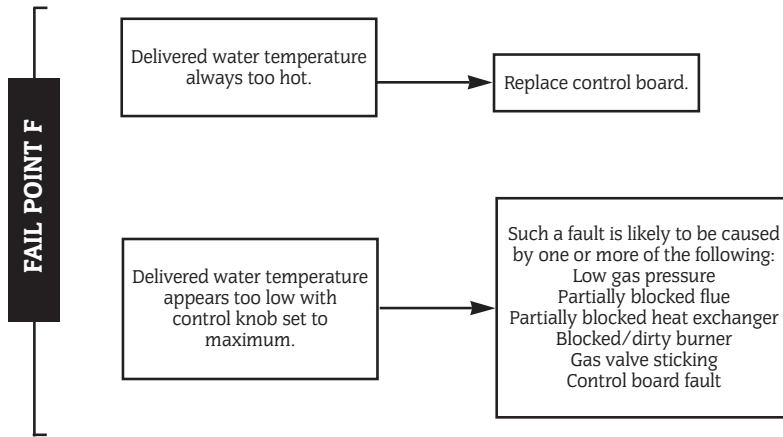 FAIL POINT F
Delivered water temperature
always too hot.
Replace control board.
Delivered water temperature
appears too low with
control knob set to
maximum.
Such a fault is likely to be caused
by one or more of the following:
Low gas pressure
Partially blocked flue
Partially blocked heat exchanger
Blocked/dirty burner
Gas valve sticking
Control board fault